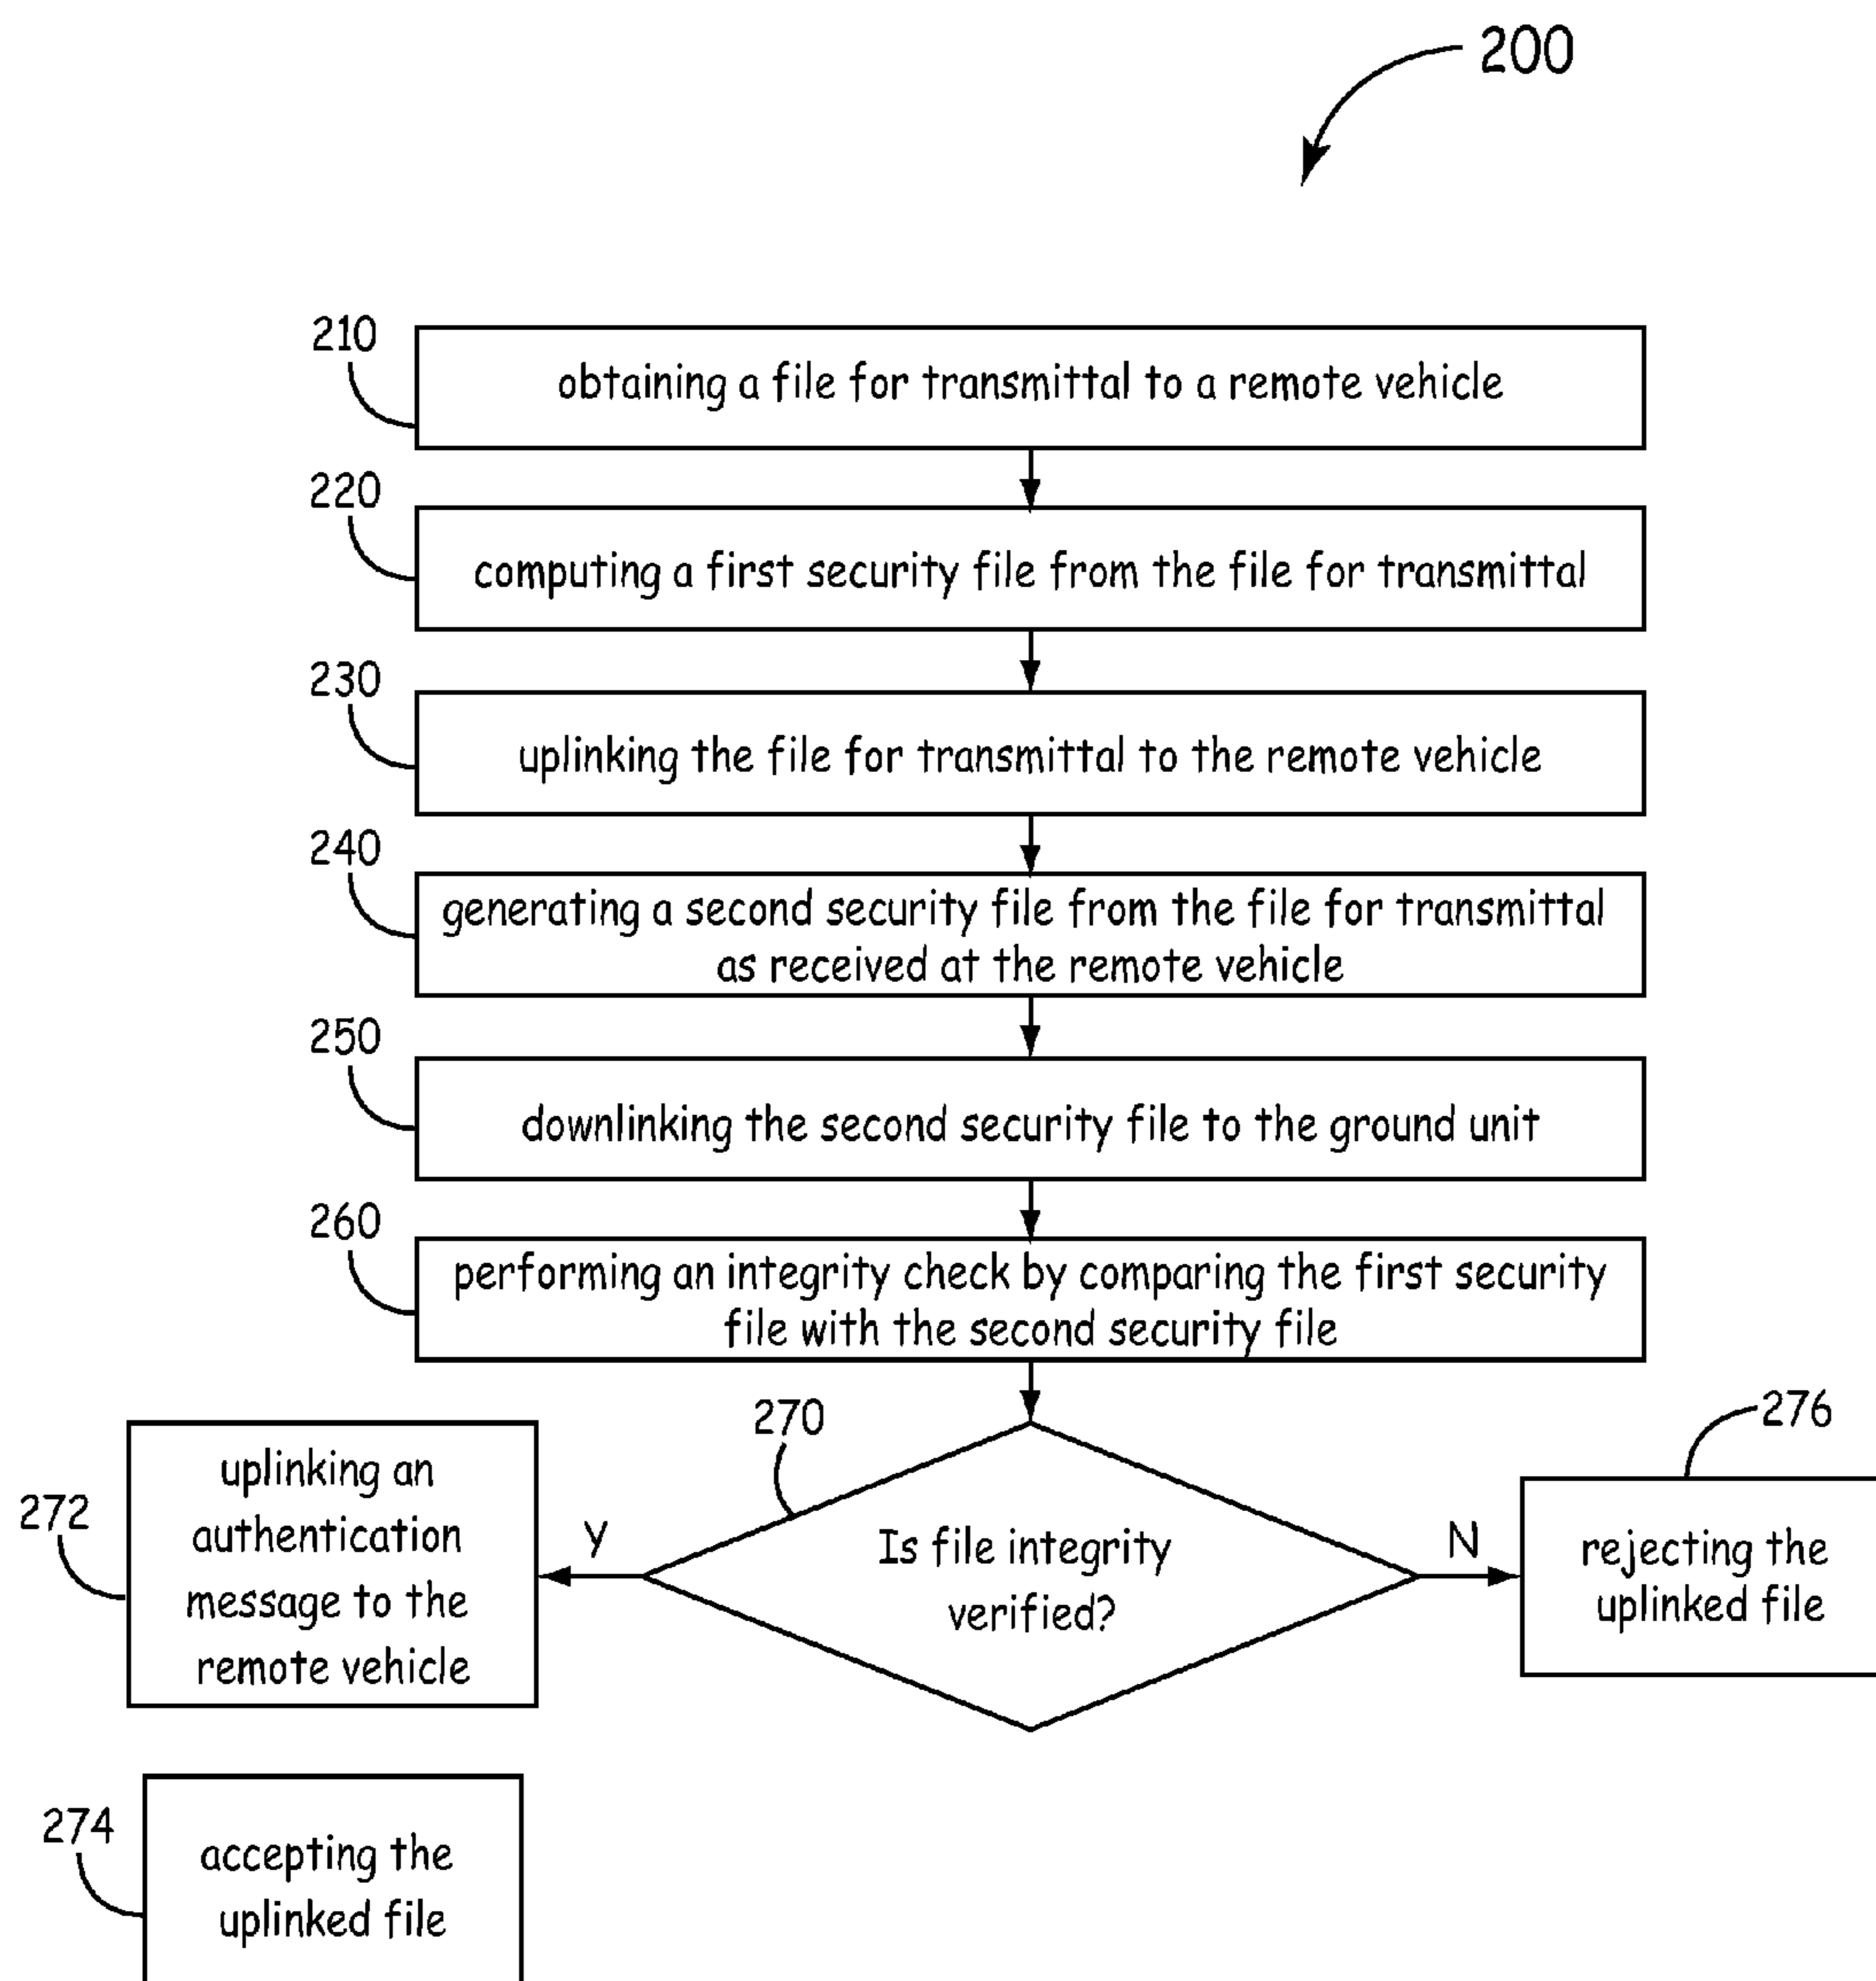 200
210
obtaining a file for transmittal to a remote vehicle
220
computing a first security file from the file for transmittal
230
uplinking the file for transmittal to the remote vehicle
240
generating a second security file from the file for transmittal
as received at the remote vehicle
250
downlinking the second security file to the ground unit
260
performing an integrity check by comparing the first security
file with the second security file
270
Is file integrity
verified?
Y
N
272
uplinking an
authentication
message to the
remote vehicle
276
rejecting the
uplinked file
274
accepting the
uplinked file